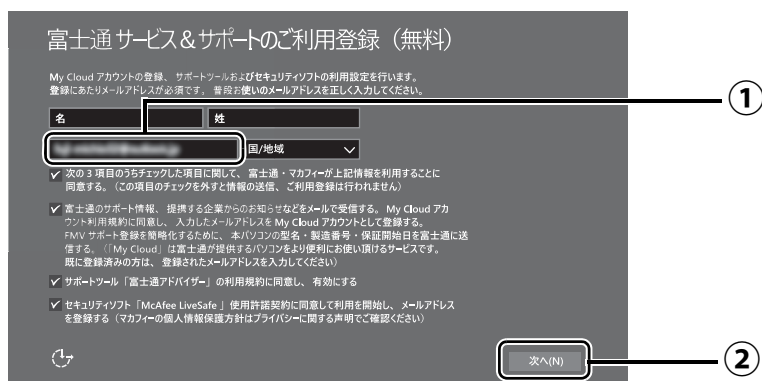 富士通サービス＆サポートのご利用登録（無料）
My Cloud アカウントの登録、サポートツールおよびセキュリティソフトの利用設定を行います。
登録にあたりメールアドレスが必須です。普段お使いのメールアドレスを正しく入力してください。
①
名 姓
国/地域
次の 3 項目のうちチェックした項目に関して、富士通・マカフィーが上記情報を利用することに
同意する。（この項目のチェックを外すと情報の送信、ご利用登録は行われません）
富士通のサポート情報、提携する企業からのお知らせなどをメールで受信する。My Cloud アカ
ウント利用規約に同意し、入力したメールアドレスを My Cloud アカウントとして登録する。
FMV サポート登録を簡略化するために、本パソコンの型名・製造番号・保証開始日を富士通に送
信する。（「My Cloud」は富士通が提供するパソコンをより便利にお使い頂けるサービスです。
既に登録済みの方は、登録されたメールアドレスを入力してください）
サポートツール「富士通アドバイザー」の利用規約に同意し、有効にする
セキュリティソフト「McAfee LiveSafe 」使用許諾契約に同意して利用を開始し、メールアドレス
を登録する（マカフィーの個人情報保護方針はプライバシーに関する声明でご確認ください）
次へ(N)
②